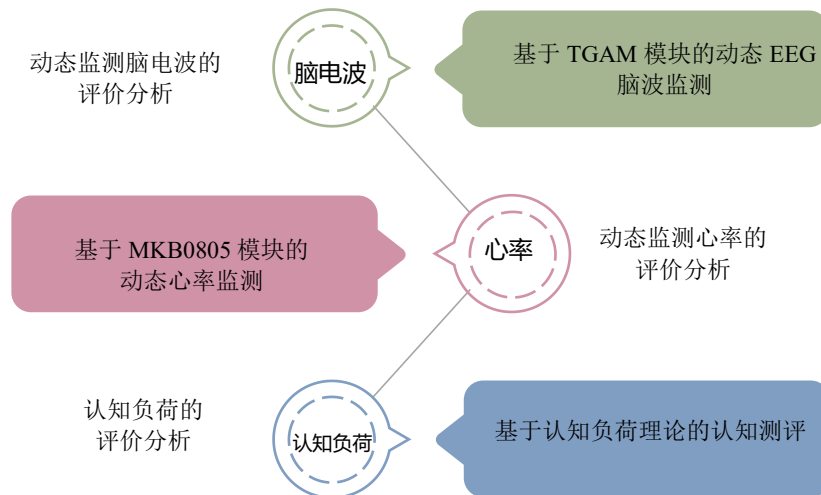 动态监测脑电波的
评价分析
脑电波
基于 TGAM 模块的动态 EEG
脑波监测
基于 MKB0805 模块的
动态心率监测
心率
动态监测心率的
评价分析
认知负荷的
评价分析
认知负荷
基于认知负荷理论的认知测评